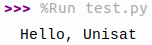 >>> %Run test.py
Hello, Unisat